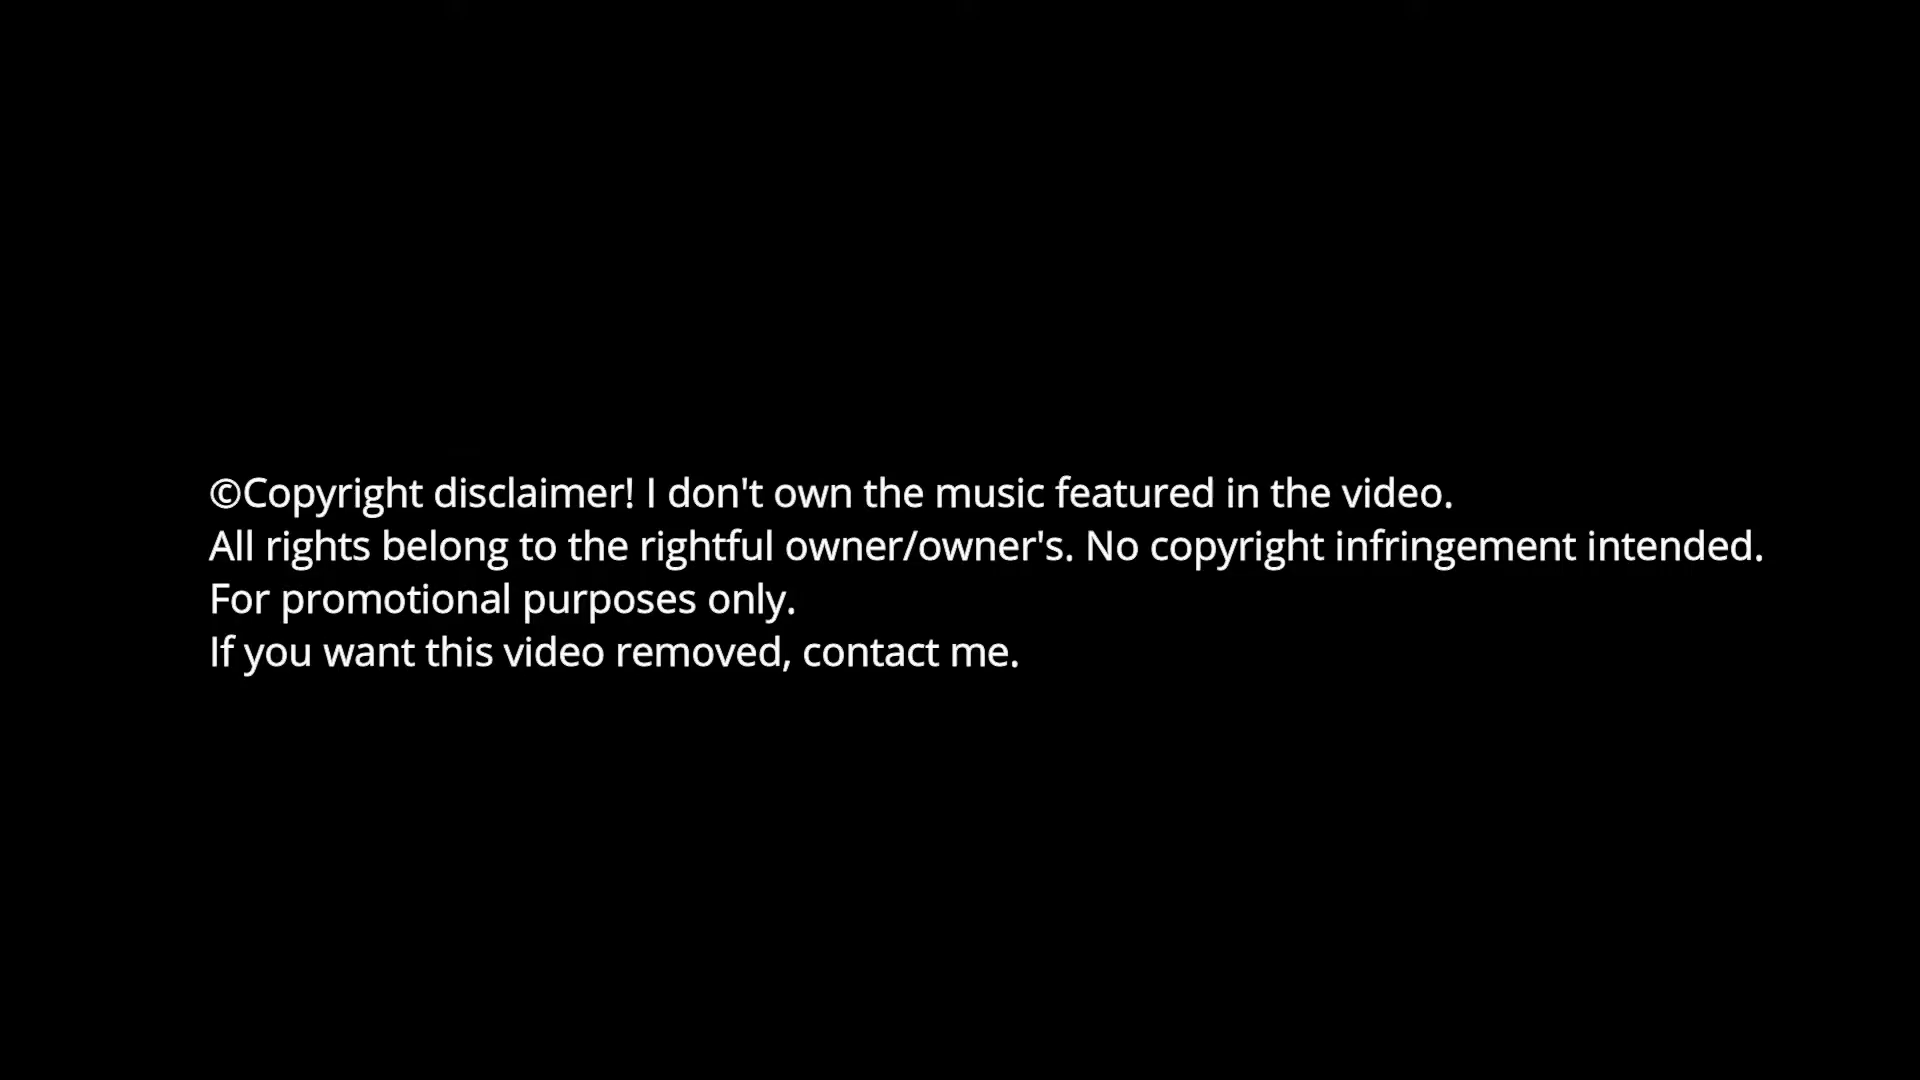 ©Copyright disclaimer! I don't own the music featured in the video.
All rights belong to the rightful owner/owner's. No copyright infringement intended.
For promotional purposes only.
If you want this video removed, contact me.